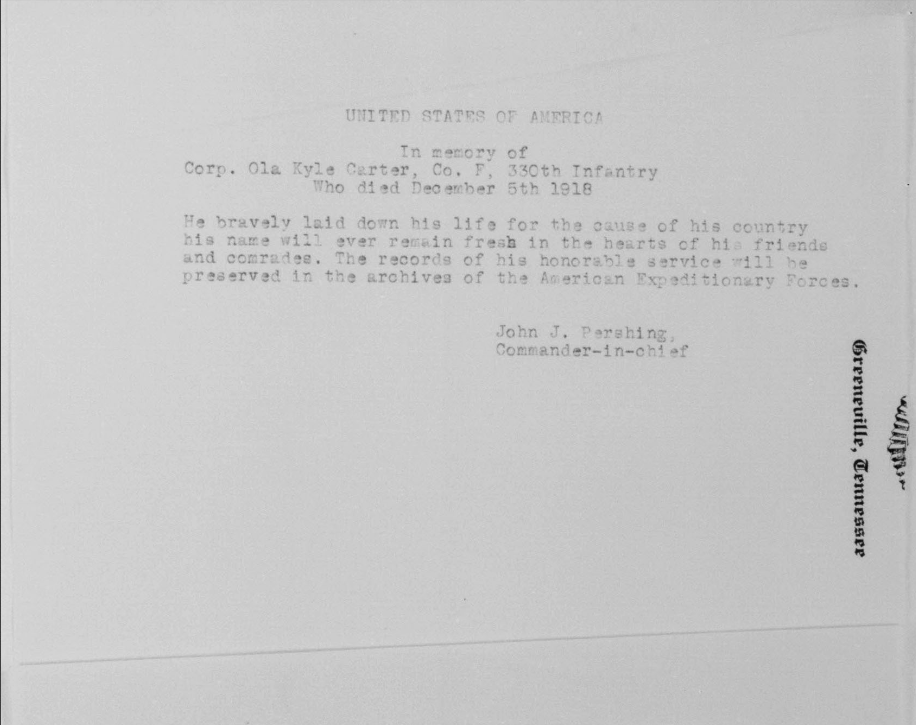 UNITED STATES OF AMERICA
In memory of
Corp. Ola Kyle Carter, Co. F, 330th Infantry
Who died December 5th 1918
He bravely laid down his life for the cause of his country
his name will ever remain fresh in the hearts of his friends
and comrades. The records of his honorable service will be
preserved in the archives of the American Expeditionary Forces.
John J. Pershing,
Commander-in-chief
Greeneville, Tennessee